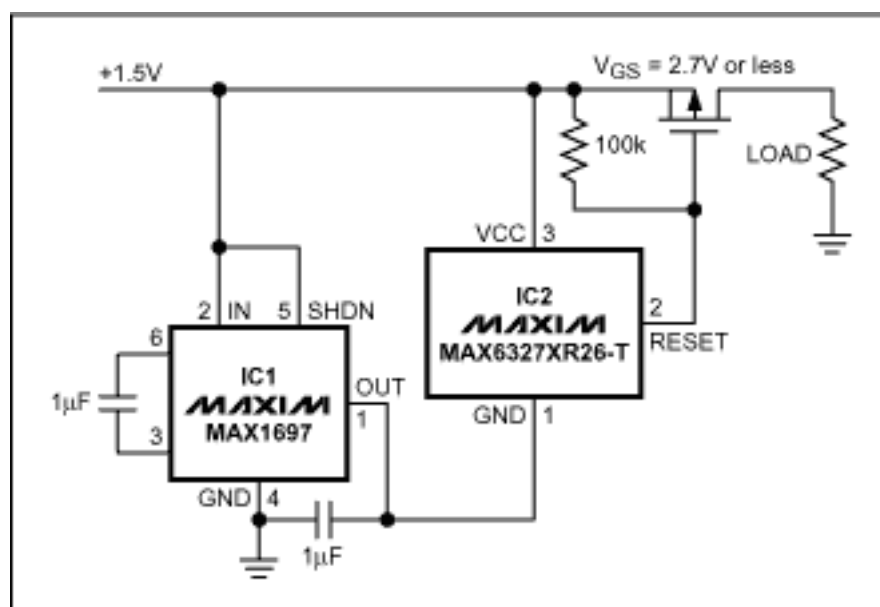 +1.5V
V_GS = 2.7V or less
100k
LOAD
VCC 3
IC2
MAXIM
MAX6327XR26-T
2
RESET
GND 1
2 IN 5 SHDN
6
IC1
MAXIM
MAX1697
OUT
1
1µF
3
GND 4
1µF